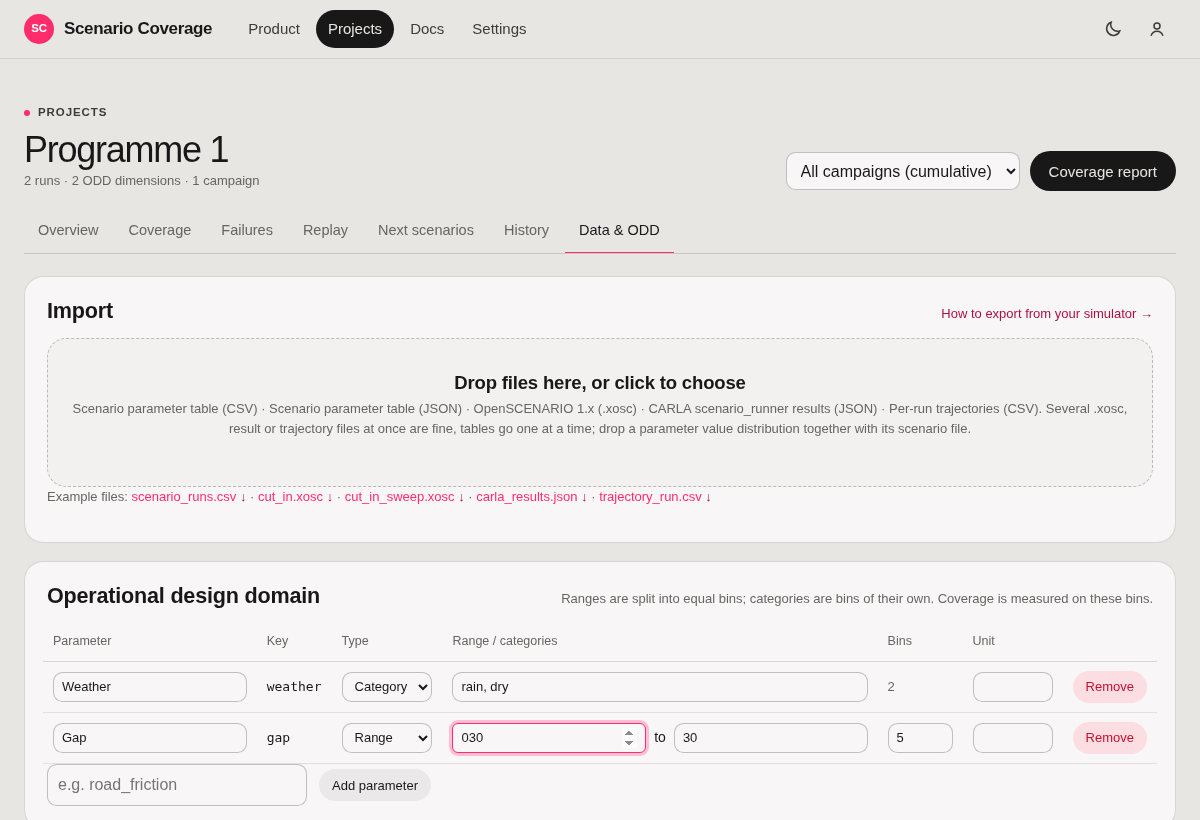 SC Scenario Coverage Product Projects Docs Settings
PROJECTS
Programme 1
2 runs · 2 ODD dimensions · 1 campaign
All campaigns (cumulative) Coverage report
Overview Coverage Failures Replay Next scenarios History Data & ODD
Import
How to export from your simulator →
Drop files here, or click to choose
Scenario parameter table (CSV) · Scenario parameter table (JSON) · OpenSCENARIO 1.x (.xosc) · CARLA scenario_runner results (JSON) · Per-run trajectories (CSV). Several .xosc,
result or trajectory files at once are fine, tables go one at a time; drop a parameter value distribution together with its scenario file.
Example files: scenario_runs.csv ↓ · cut_in.xosc ↓ · cut_in_sweep.xosc ↓ · carla_results.json ↓ · trajectory_run.csv ↓
Operational design domain
Ranges are split into equal bins; categories are bins of their own. Coverage is measured on these bins.
Parameter Key Type Range / categories Bins Unit
Weather weather Category rain, dry 2 Remove
Gap gap Range 030 to 30 5 Remove
e.g. road_friction Add parameter